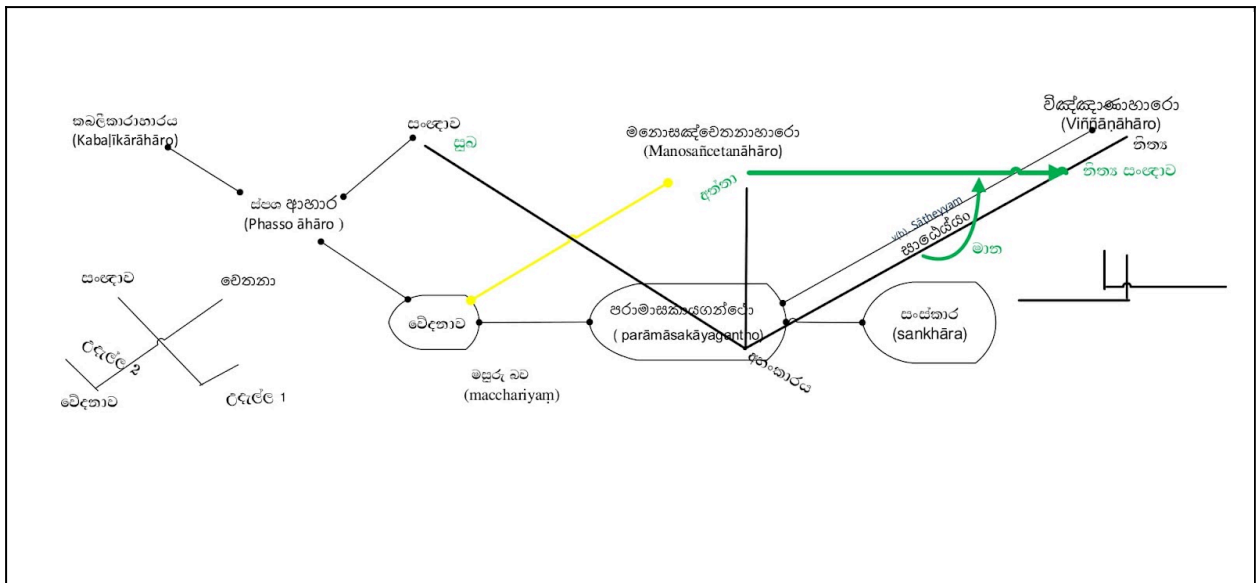 කබලීකාරාහාරය
(Kabaḷīkārāhāro)
සංඥාව
සුබ
මනොසඤ්චෙතනාහාරො
(Manosañcetanāhāro)
විඤ්ඤාණාහාරො
(Viññāṇāhāro)
නිත්‍ය
නිත්‍ය සංඥාව
අත්තා
ස්පශ ආහාර
(Phasso āhāro )
Sātheyyaṃ
සාඨෙය්යං
මාන
සංඥාව
චේතනා
වේදනාව
පරාමාසකායගන්ථො
( parāmāsakāyagantho)
සංස්කාර
(sankhāra)
අහංකාරය
උදැල්ල 2
වේදනාව
උදැල්ල 1
මසුරු බව
(macchariyaṃ)